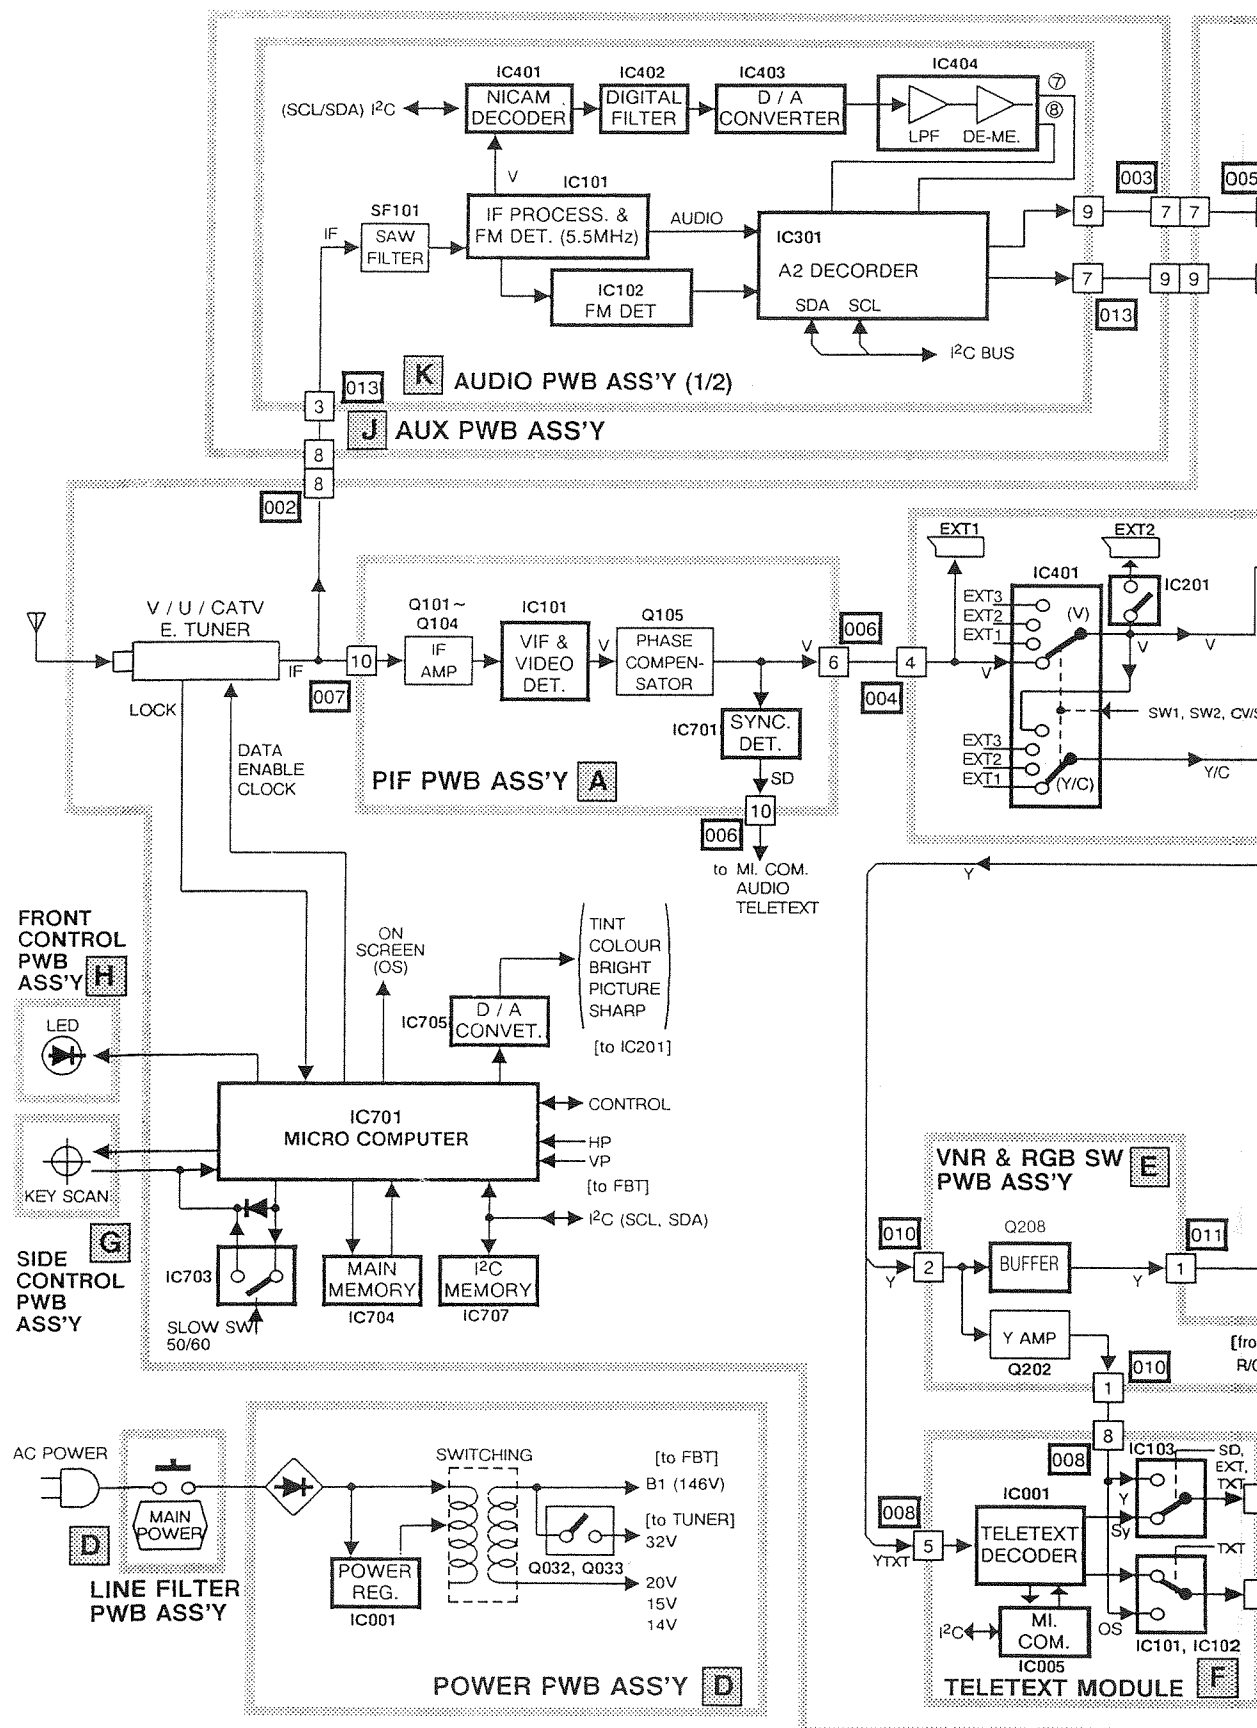 IC401
IC402
IC403
IC404
(SCL/SDA) I²C
NICAM
DECODER
DIGITAL
FILTER
D / A
CONVERTER
LPF
DE-ME.
⑦
⑧
V
IC101
IF PROCESS. &
FM DET. (5.5MHz)
AUDIO
SF101
SAW
FILTER
IF
IC102
FM DET
IC301
A2 DECORDER
SDA SCL
I²C BUS
003
005
9
7
7
7
9
9
013
K AUDIO PWB ASS'Y (1/2)
013
3
J AUX PWB ASS'Y
8
8
002
V / U / CATV
E. TUNER
IF
LOCK
DATA
ENABLE
CLOCK
10
007
Q101~
Q104
IF
AMP
IC101
VIF &
VIDEO
DET.
V
Q105
PHASE
COMPEN-
SATOR
V
6
006
IC701
SYNC.
DET.
SD
PIF PWB ASS'Y A
10
006
to MI. COM.
AUDIO
TELETEXT
4
004
EXT1
EXT2
IC401
IC201
EXT3
EXT2
EXT1
(V)
V
V
V
SW1, SW2, CV/S
EXT3
EXT2
EXT1
(Y/C)
Y/C
Y
FRONT
CONTROL
PWB
ASS'Y H
LED
ON
SCREEN
(OS)
IC705
D / A
CONVET.
TINT
COLOUR
BRIGHT
PICTURE
SHARP
[to IC201]
IC701
MICRO COMPUTER
CONTROL
HP
VP
[to FBT]
I²C (SCL, SDA)
KEY SCAN
G
SIDE
CONTROL
PWB
ASS'Y
IC703
SLOW SW
50/60
MAIN
MEMORY
IC704
I²C
MEMORY
IC707
VNR & RGB SW
PWB ASS'Y E
010
2
Y
Q208
BUFFER
Y
1
011
Y AMP
Q202
010
1
[fro
R/G
AC POWER
MAIN
POWER
D
LINE FILTER
PWB ASS'Y
SWITCHING
POWER
REG.
IC001
[to FBT]
B1 (146V)
[to TUNER]
32V
Q032, Q033
20V
15V
14V
POWER PWB ASS'Y D
8
008
008
5
YTXT
IC001
TELETEXT
DECODER
IC103
SD,
EXT,
TXT
Y
Sy
TXT
OS
I²C
MI.
COM.
IC005
IC101, IC102
TELETEXT MODULE F